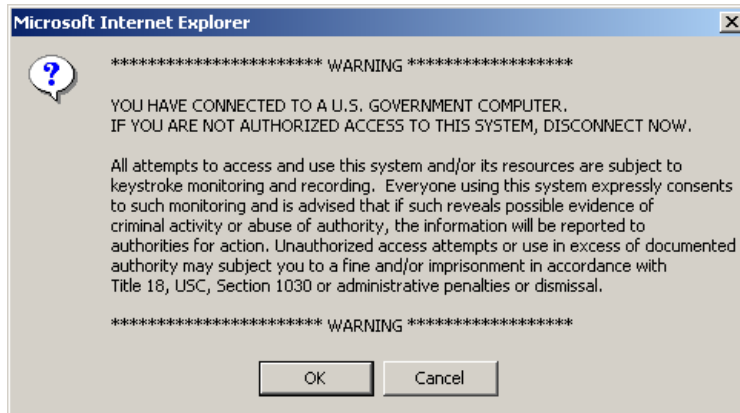 Microsoft Internet Explorer
************************ WARNING *******************
YOU HAVE CONNECTED TO A U.S. GOVERNMENT COMPUTER.
IF YOU ARE NOT AUTHORIZED ACCESS TO THIS SYSTEM, DISCONNECT NOW.
All attempts to access and use this system and/or its resources are subject to
keystroke monitoring and recording.  Everyone using this system expressly consents
to such monitoring and is advised that if such reveals possible evidence of
criminal activity or abuse of authority, the information will be reported to
authorities for action. Unauthorized access attempts or use in excess of documented
authority may subject you to a fine and/or imprisonment in accordance with
Title 18, USC, Section 1030 or administrative penalties or dismissal.
************************ WARNING *******************
OK
Cancel